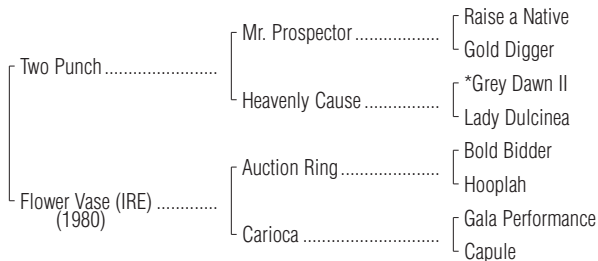 Raise a Native
Mr. Prospector ..................
Gold Digger
Two Punch ........................
*Grey Dawn II
Heavenly Cause ................
Lady Dulcinea
Bold Bidder
Auction Ring .....................
Hooplah
Flower Vase (IRE) .............
(1980)
Gala Performance
Carioca .............................
Capule